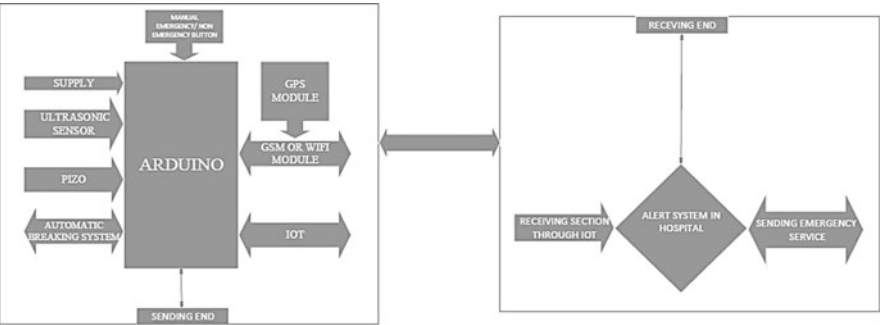 MANUAL
EMERGENCY/ NON
EMERGENCY BUTTON
SUPPLY
ULTRASONIC
SENSOR
PIZO
AUTOMATIC
BREAKING SYSTEM
ARDUINO
GPS
MODULE
GSM OR WIFI
MODULE
IOT
SENDING END
RECEVING END
RECEIVING SECTION
THROUGH IOT
ALERT SYSTEM IN
HOSPITAL
SENDING EMERGENCY
SERVICE